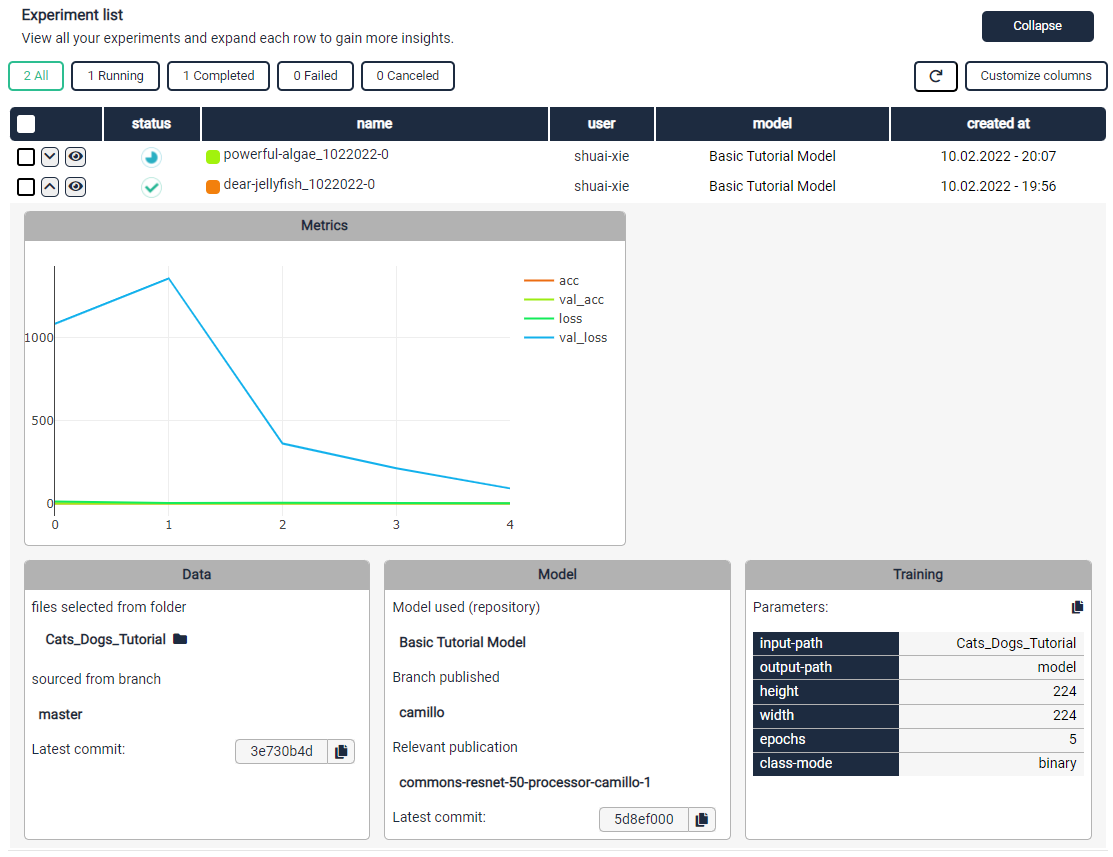 Experiment list
View all your experiments and expand each row to gain more insights.
Collapse
2 All
1 Running
1 Completed
0 Failed
0 Canceled
Customize columns
status name user model created at
powerful-algae_1022022-0 shuai-xie Basic Tutorial Model 10.02.2022 - 20:07
dear-jellyfish_1022022-0 shuai-xie Basic Tutorial Model 10.02.2022 - 19:56
Metrics
acc
val_acc
loss
val_loss
1000
500
0
0 1 2 3 4
Data
files selected from folder
Cats_Dogs_Tutorial
sourced from branch
master
Latest commit: 3e730b4d
Model
Model used (repository)
Basic Tutorial Model
Branch published
camillo
Relevant publication
commons-resnet-50-processor-camillo-1
Latest commit: 5d8ef000
Training
Parameters:
input-path Cats_Dogs_Tutorial
output-path model
height 224
width 224
epochs 5
class-mode binary